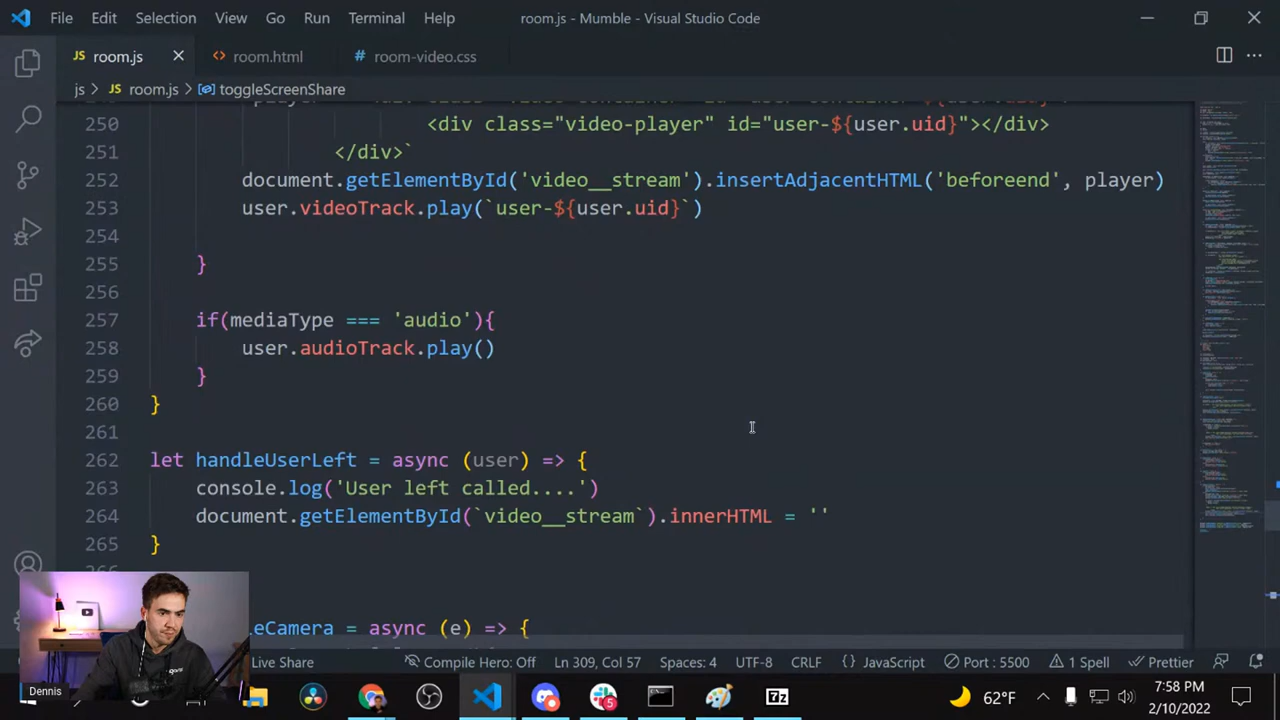 File Edit Selection View Go Run Terminal Help room.js - Mumble - Visual Studio Code
JS room.js room.html # room-video.css
js room.js toggleScreenShare
250 <div class="video-player" id="user-${user.uid}"></div>
251 </div>`
252 document.getElementById('video__stream').insertAdjacentHTML('beforeend', player)
253 user.videoTrack.play(`user-${user.uid}`)
254
255 }
256
257 if(mediaType === 'audio'){
258 user.audioTrack.play()
259 }
260 }
261
262 let handleUserLeft = async (user) => {
263 console.log('User left called....')
264 document.getElementById(`video__stream`).innerHTML = ''
265 }
eCamera = async (e) => {
Live Share Compile Hero: Off Ln 309, Col 57 Spaces: 4 UTF-8 CRLF {} JavaScript Port : 5500 1 Spell Prettier
Dennis
5
7z
62°F
7:58 PM
2/10/2022